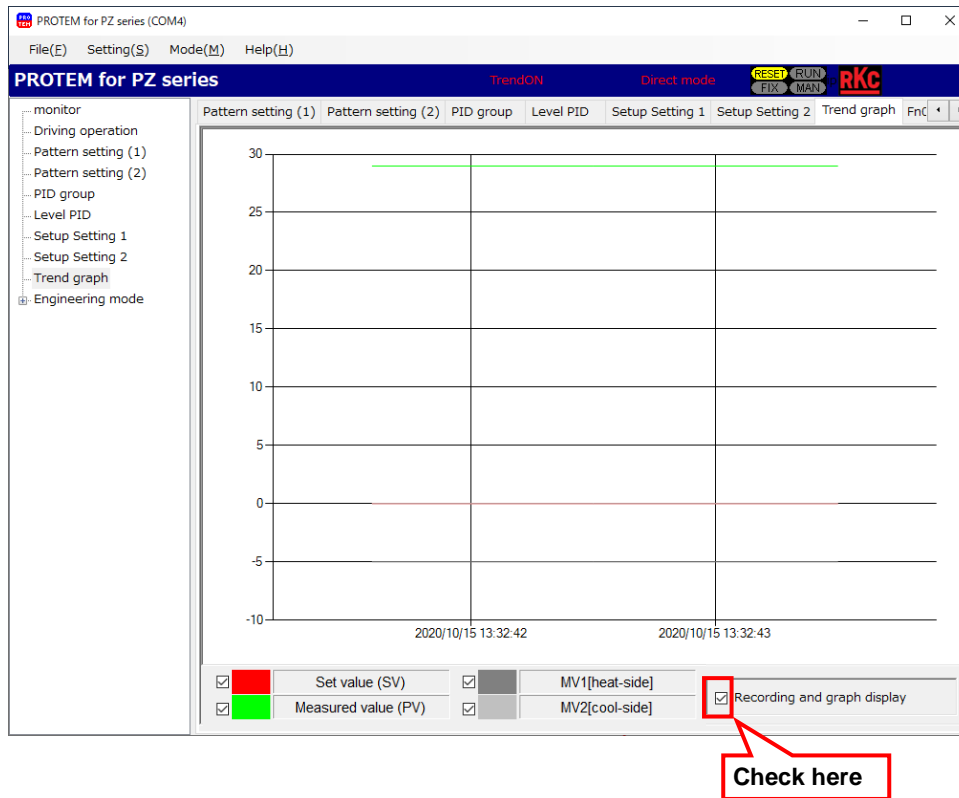 PROTEM for PZ series (COM4)
File(F) Setting(S) Mode(M) Help(H)
PROTEM for PZ series
TrendON
Direct mode
RESET RUN
FIX MAN
RKC
monitor
Driving operation
Pattern setting (1)
Pattern setting (2)
PID group
Level PID
Setup Setting 1
Setup Setting 2
Trend graph
Engineering mode
Pattern setting (1) Pattern setting (2) PID group Level PID Setup Setting 1 Setup Setting 2 Trend graph
30
25
20
15
10
5
0
-5
-10
2020/10/15 13:32:42 2020/10/15 13:32:43
Set value (SV) MV1[heat-side]
Measured value (PV) MV2[cool-side]
Recording and graph display
Check here